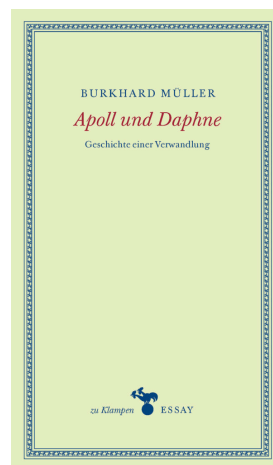 BURKHARD MÜLLER
Apoll und Daphne
Geschichte einer Verwandlung
zu Klampen ESSAY